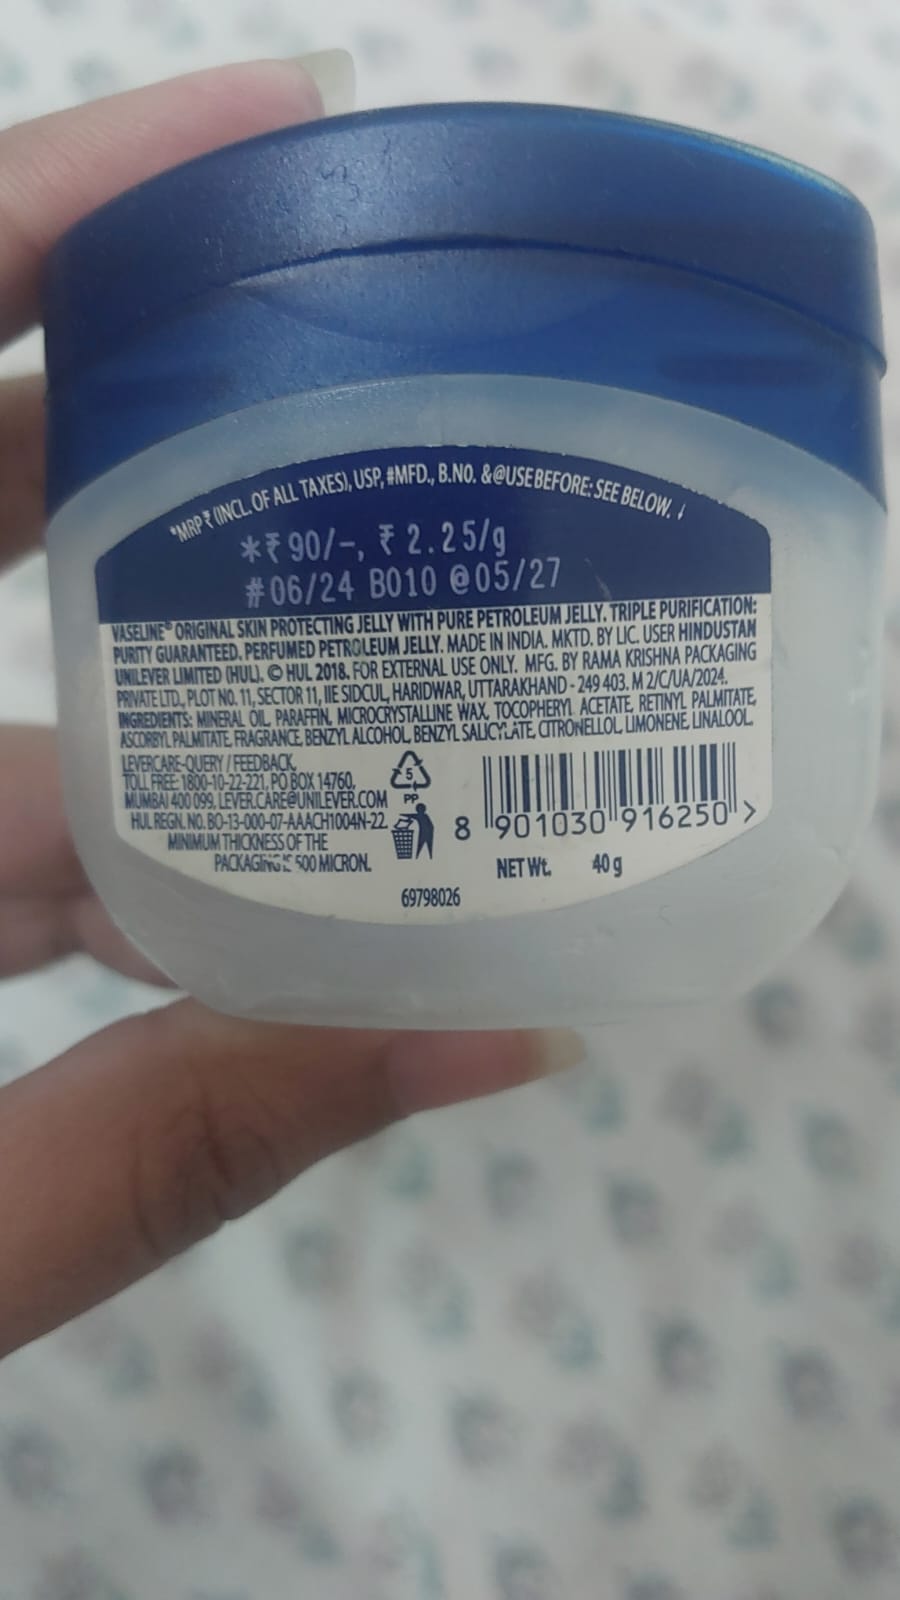 *MRP ₹ (INCL. OF ALL TAXES), USP, #MFD., B.NO. &@USE BEFORE: SEE BELOW. ↓
*₹ 90/-, ₹ 2.25/g
#06/24 B010 @05/27
VASELINE® ORIGINAL SKIN PROTECTING JELLY WITH PURE PETROLEUM JELLY. TRIPLE PURIFICATION:
PURITY GUARANTEED. PERFUMED PETROLEUM JELLY. MADE IN INDIA. MKTD. BY LIC. USER HINDUSTAN
UNILEVER LIMITED (HUL). © HUL 2018. FOR EXTERNAL USE ONLY. MFG. BY RAMA KRISHNA PACKAGING
PRIVATE LTD., PLOT NO. 11, SECTOR 11, IIE SIDCUL, HARIDWAR, UTTARAKHAND - 249 403. M 2/C/UA/2024.
INGREDIENTS: MINERAL OIL, PARAFFIN, MICROCRYSTALLINE WAX, TOCOPHERYL ACETATE, RETINYL PALMITATE,
ASCORBYL PALMITATE, FRAGRANCE, BENZYL ALCOHOL, BENZYL SALICYLATE, CITRONELLOL, LIMONENE, LINALOOL.
LEVERCARE-QUERY / FEEDBACK,
TOLL FREE: 1800-10-22-221, PO BOX 14760,
MUMBAI 400 099, LEVER.CARE@UNILEVER.COM
HUL REGN. NO. BO-13-000-07-AAACH1004N-22.
MINIMUM THICKNESS OF THE
PACKAGING IS 500 MICRON.
5
PP
8 901030 916250 >
NET Wt. 40 g
69798026